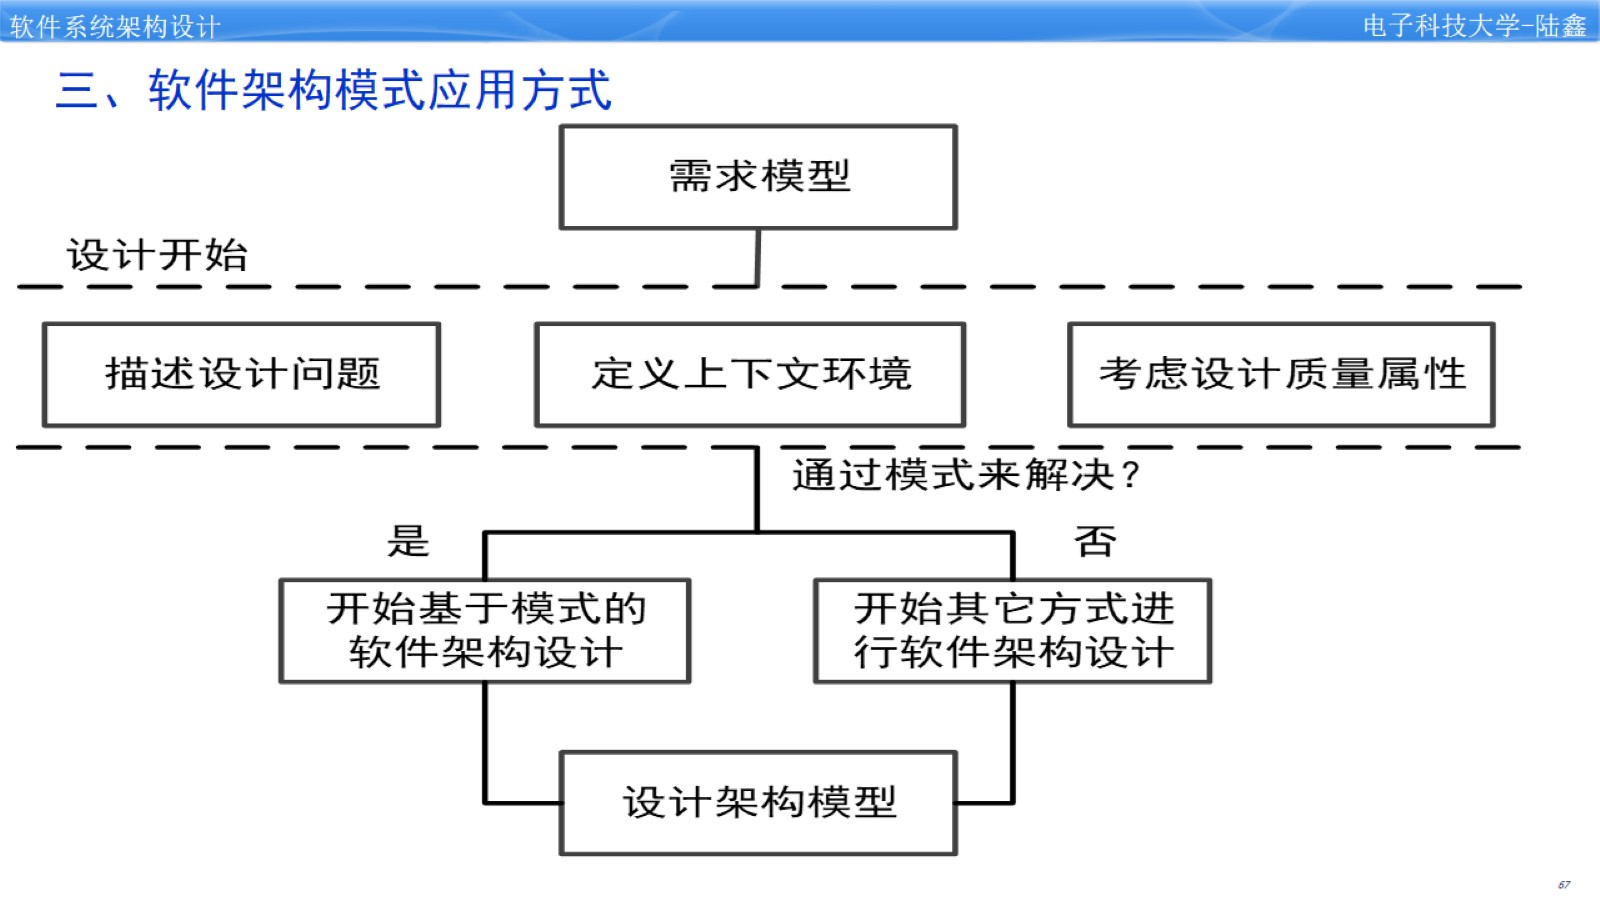 软件系统架构设计
电子科技大学-陆鑫
三、软件架构模式应用方式
需求模型
设计开始
描述设计问题
定义上下文环境
考虑设计质量属性
通过模式来解决?
是
否
开始基于模式的
软件架构设计
开始其它方式进
行软件架构设计
设计架构模型
67